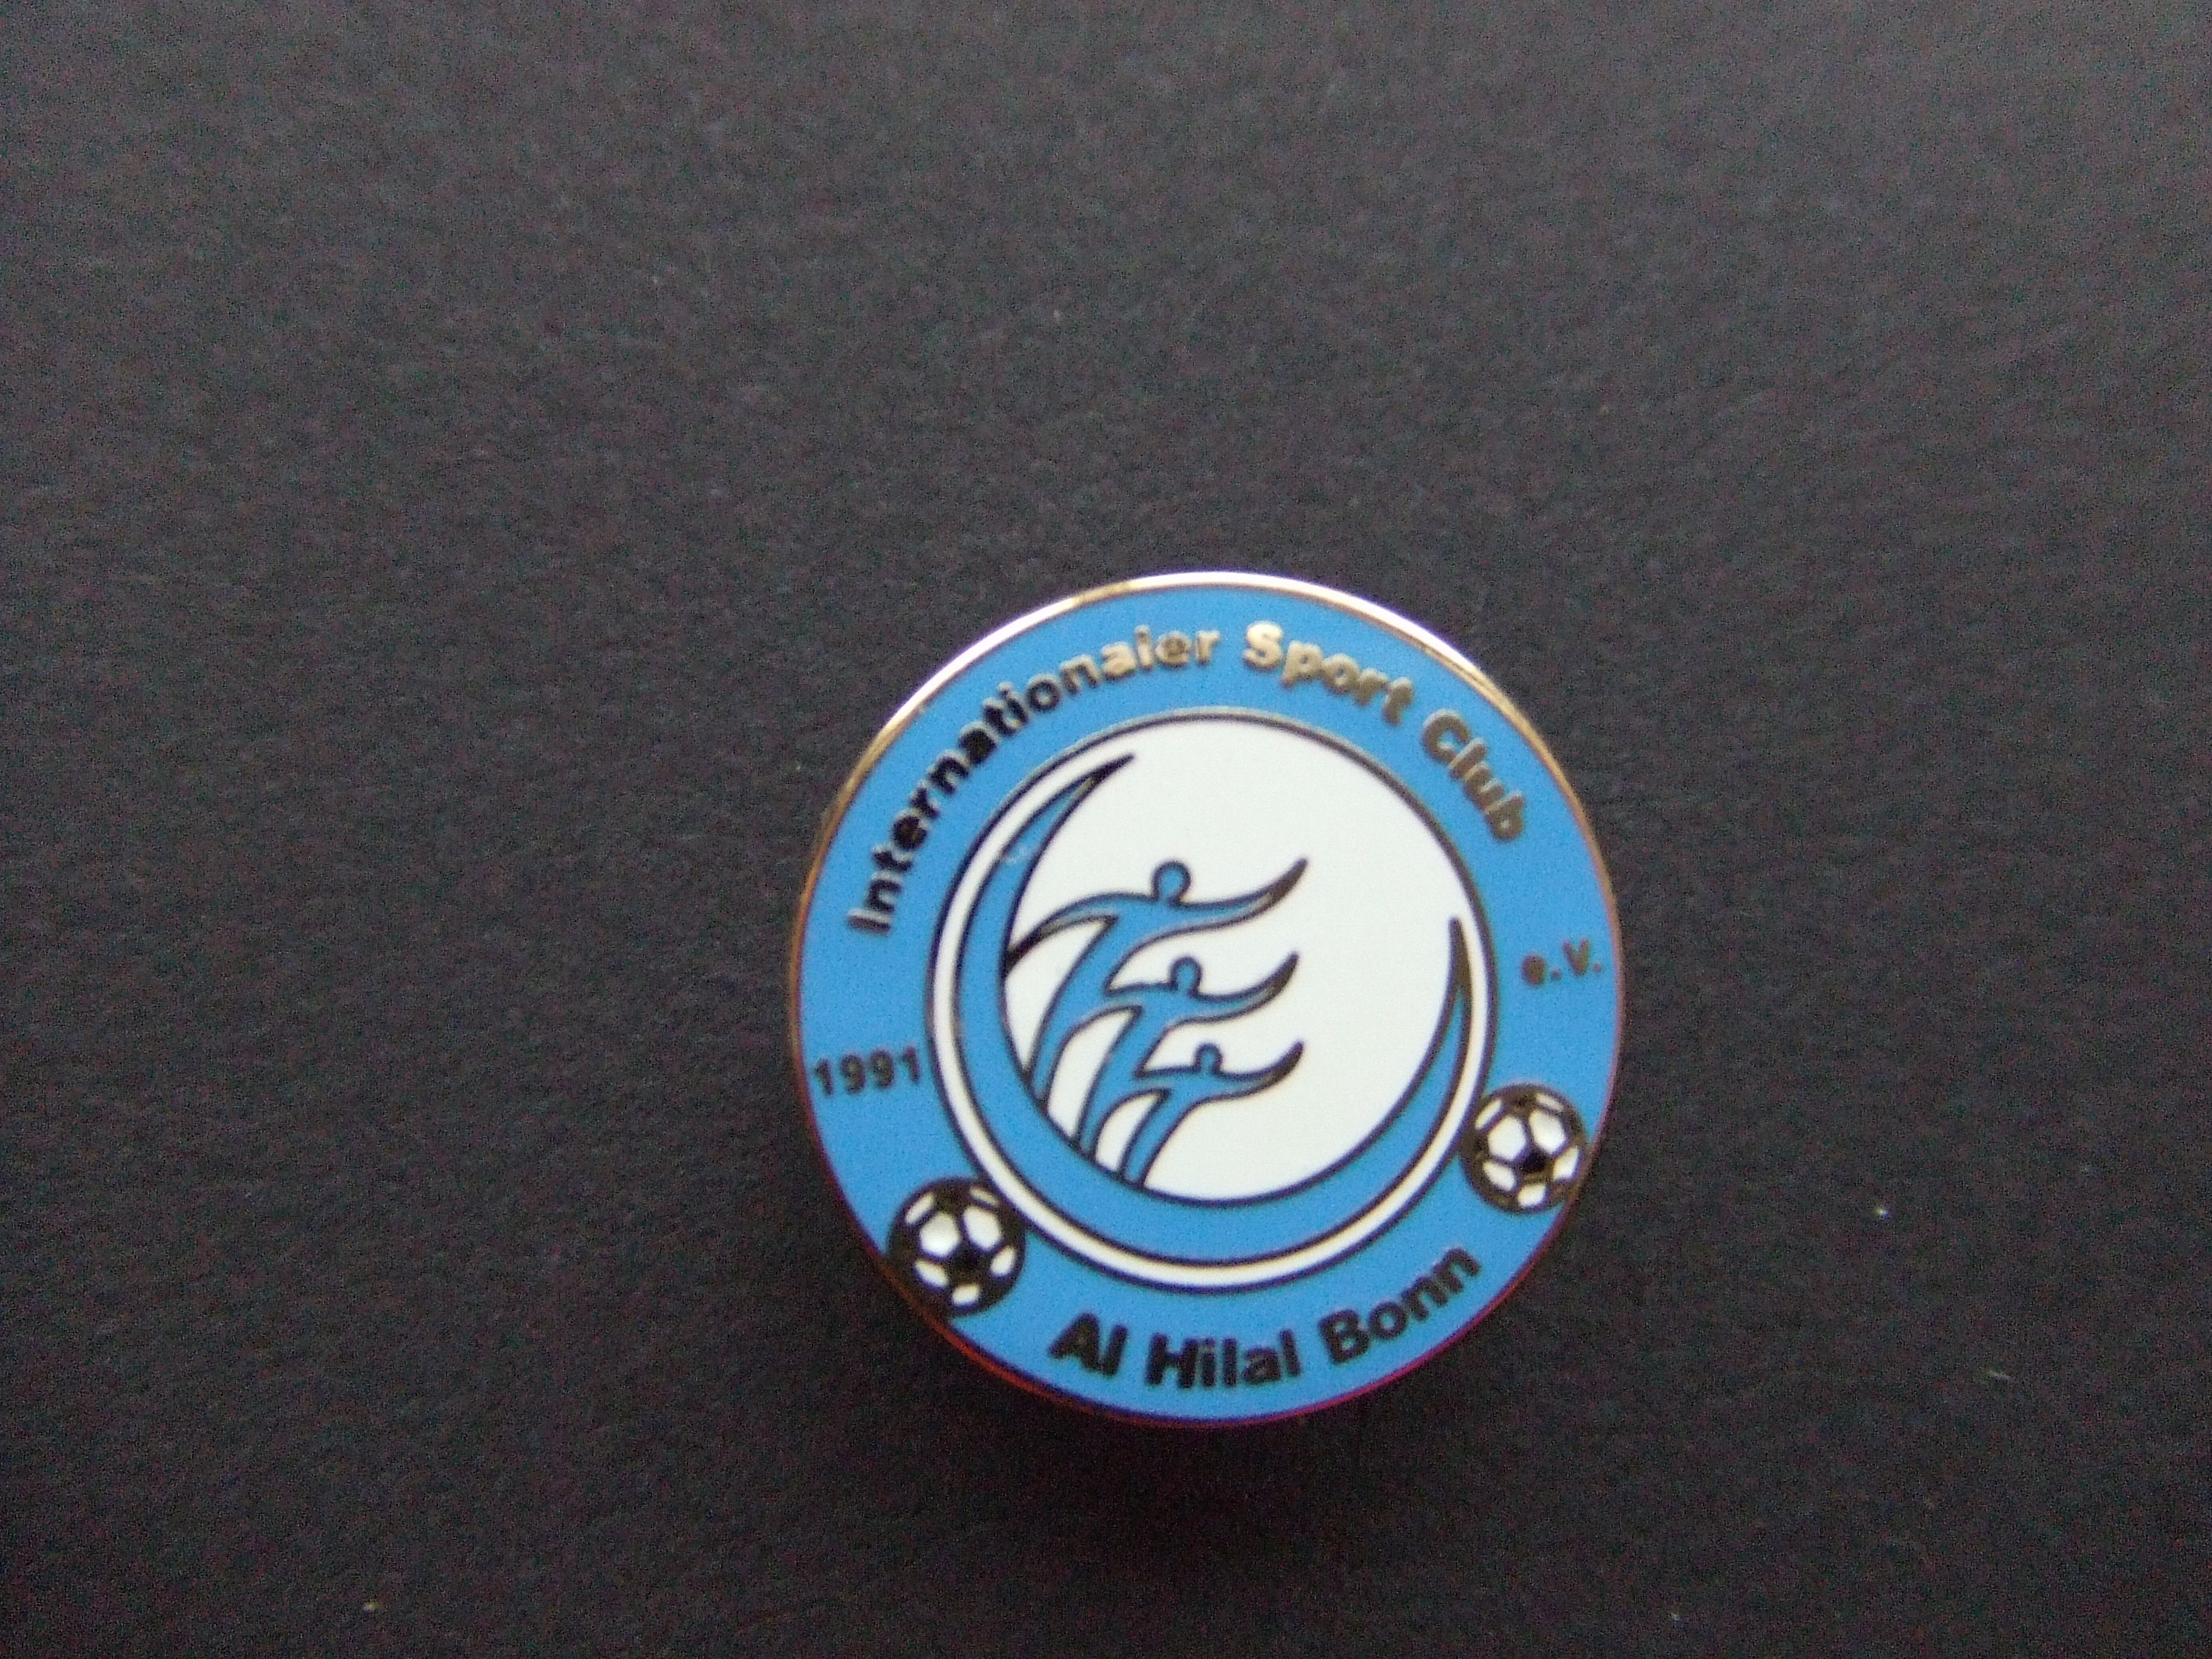 Internationaler Sport Club
e.V.
1991
Al Hilal Bonn